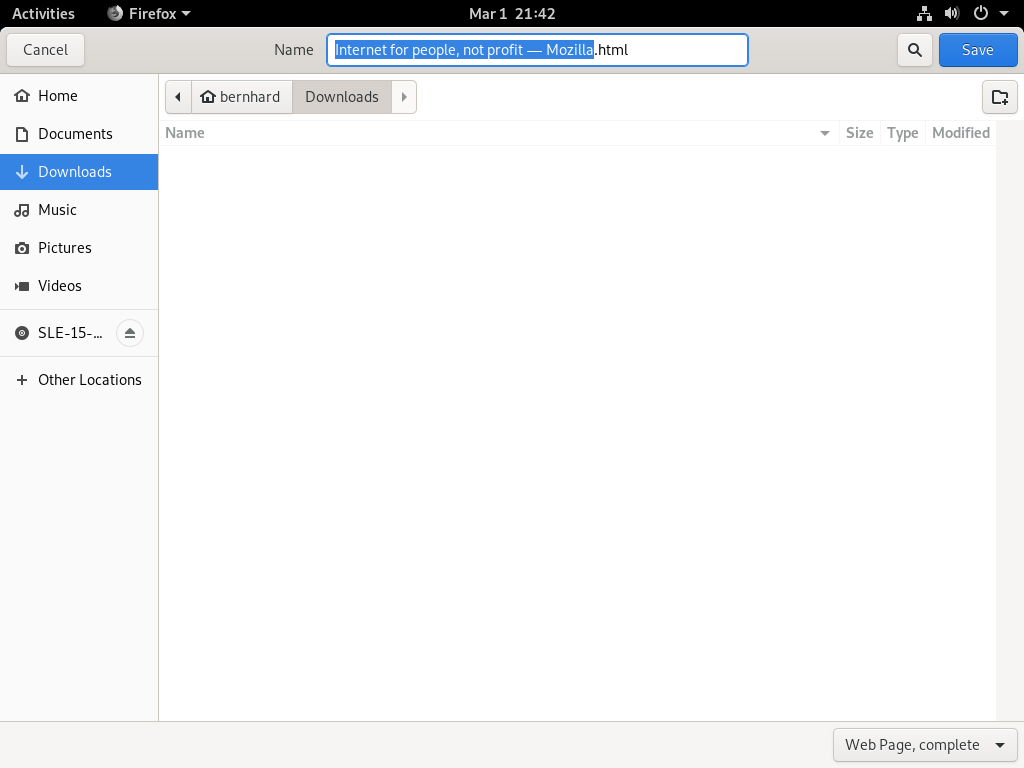 Activities Firefox Mar 1 21:42
Cancel Name Internet for people, not profit — Mozilla.html Save
Home bernhard Downloads
Name Size Type Modified
Documents
Downloads
Music
Pictures
Videos
SLE-15-...
Other Locations
Web Page, complete